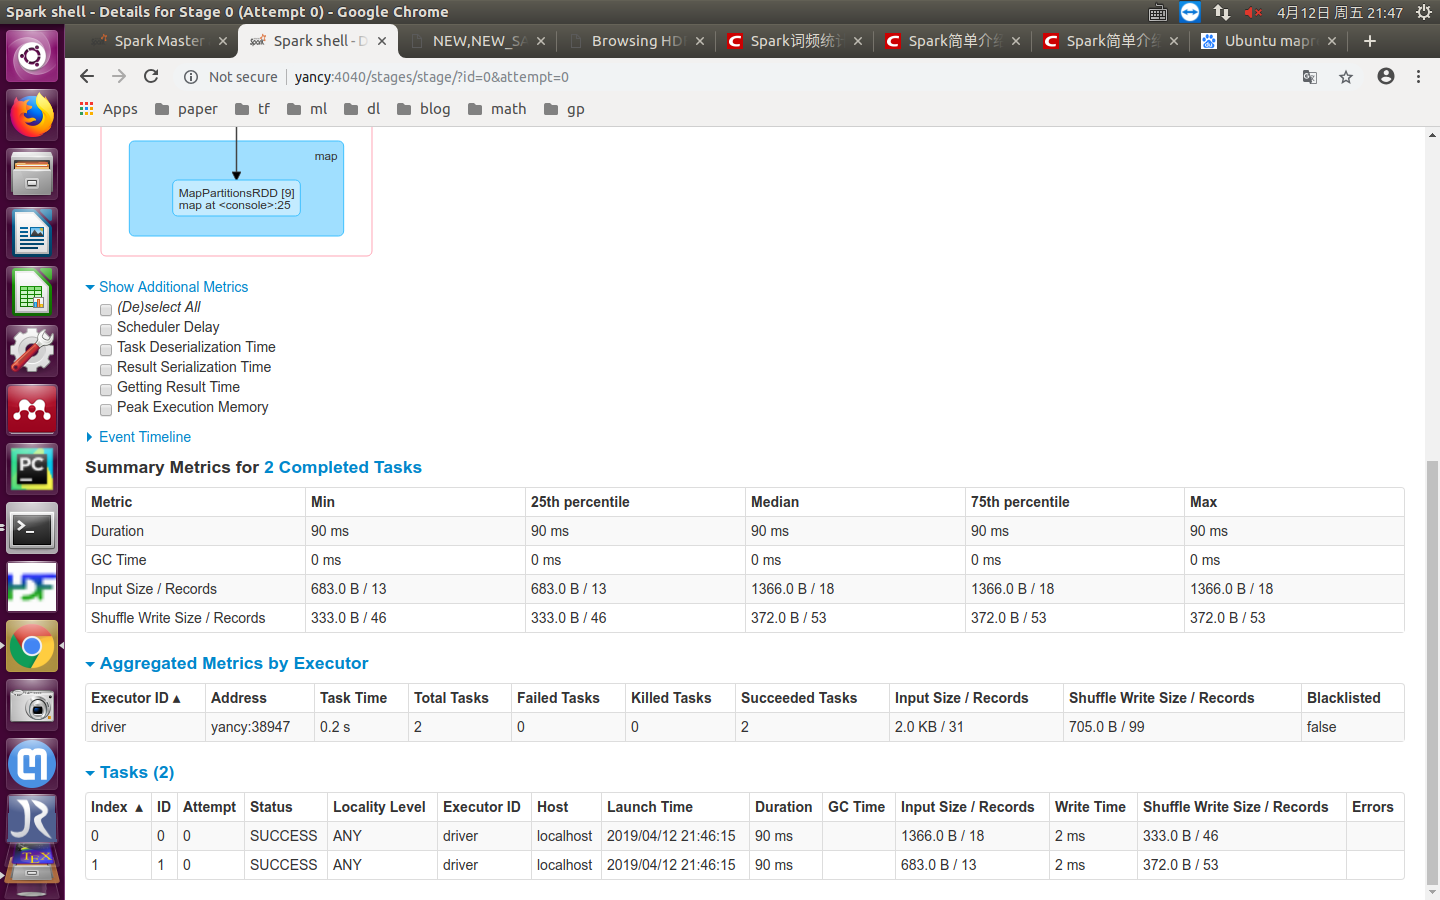 Spark shell - Details for Stage 0 (Attempt 0) - Google Chrome
4月12日 周五 21:47
Spark Master
Spark shell - D
NEW,NEW_SA
Browsing HD
Spark词频统计
Spark简单介绍
Spark简单介绍
Ubuntu mapr
Not secure
yancy:4040/stages/stage/?id=0&attempt=0
Apps
paper
tf
ml
dl
blog
math
gp
map
MapPartitionsRDD [9]
map at <console>:25
Show Additional Metrics
(De)select All
Scheduler Delay
Task Deserialization Time
Result Serialization Time
Getting Result Time
Peak Execution Memory
Event Timeline
Summary Metrics for 2 Completed Tasks
Metric Min 25th percentile Median 75th percentile Max
Duration 90 ms 90 ms 90 ms 90 ms 90 ms
GC Time 0 ms 0 ms 0 ms 0 ms 0 ms
Input Size / Records 683.0 B / 13 683.0 B / 13 1366.0 B / 18 1366.0 B / 18 1366.0 B / 18
Shuffle Write Size / Records 333.0 B / 46 333.0 B / 46 372.0 B / 53 372.0 B / 53 372.0 B / 53
Aggregated Metrics by Executor
Executor ID ▴ Address Task Time Total Tasks Failed Tasks Killed Tasks Succeeded Tasks Input Size / Records Shuffle Write Size / Records Blacklisted
driver yancy:38947 0.2 s 2 0 0 2 2.0 KB / 31 705.0 B / 99 false
Tasks (2)
Index ▴ ID Attempt Status Locality Level Executor ID Host Launch Time Duration GC Time Input Size / Records Write Time Shuffle Write Size / Records Errors
0 0 0 SUCCESS ANY driver localhost 2019/04/12 21:46:15 90 ms 1366.0 B / 18 2 ms 333.0 B / 46
1 1 0 SUCCESS ANY driver localhost 2019/04/12 21:46:15 90 ms 683.0 B / 13 2 ms 372.0 B / 53
PC
HDF
JR
TEX